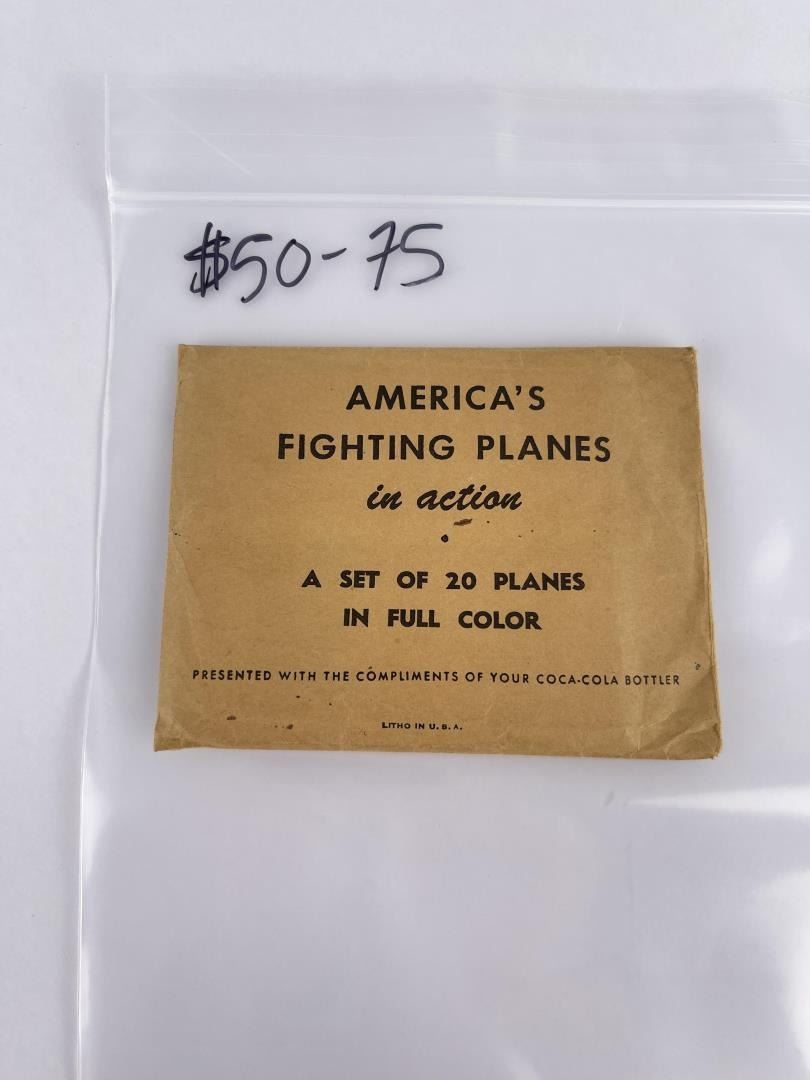 $50-75
AMERICA'S
FIGHTING PLANES
in action
A SET OF 20 PLANES
IN FULL COLOR
PRESENTED WITH THE COMPLIMENTS OF YOUR COCA-COLA BOTTLER
LITHO IN U. S. A.